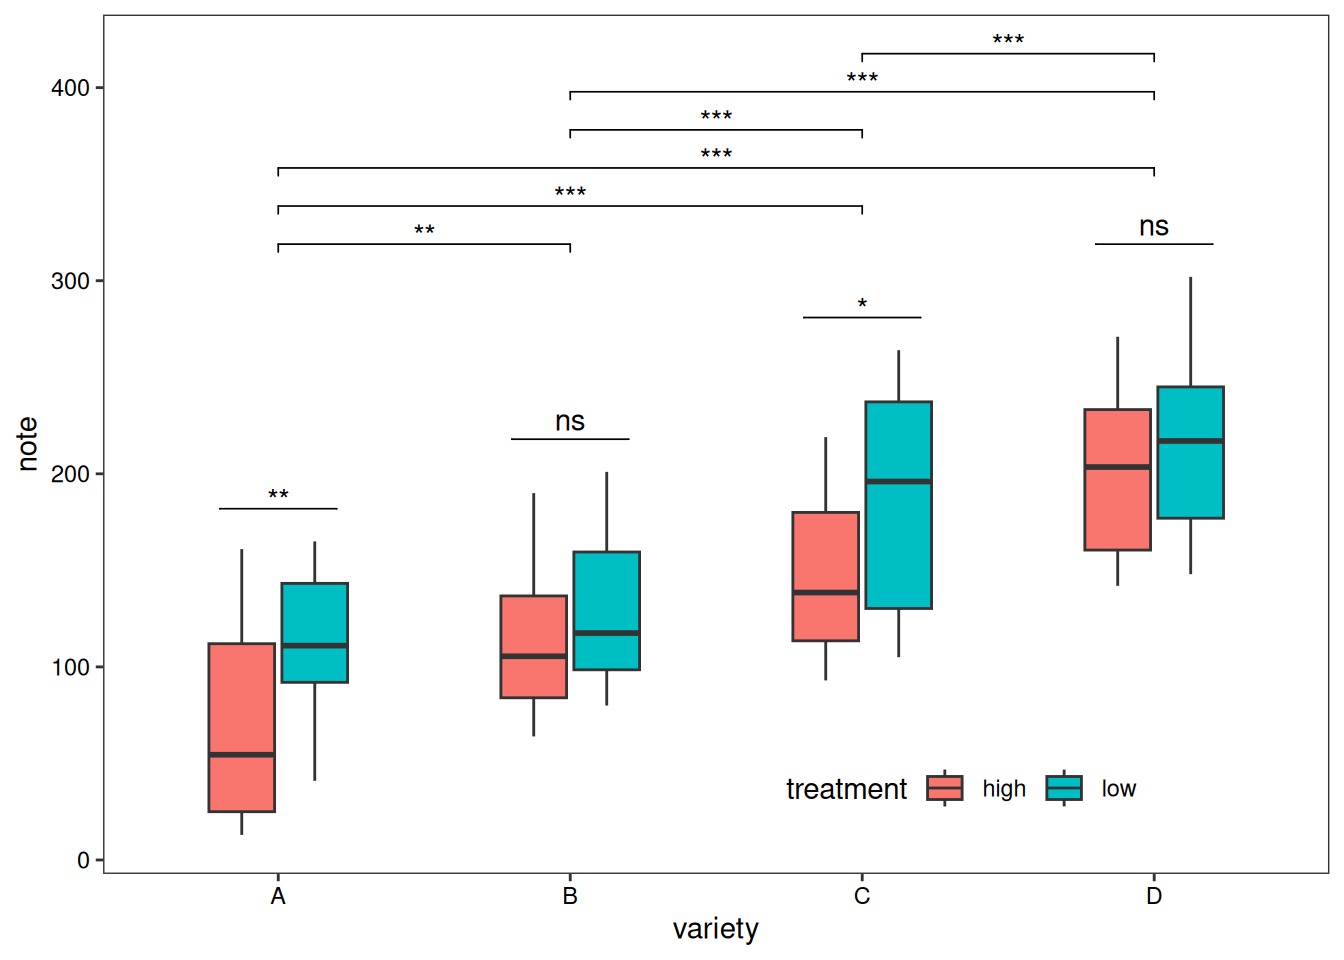 ***
400
***
***
***
***
**
ns
300
*
ns
note
200
**
100
treatment high low
0
A B C D
variety